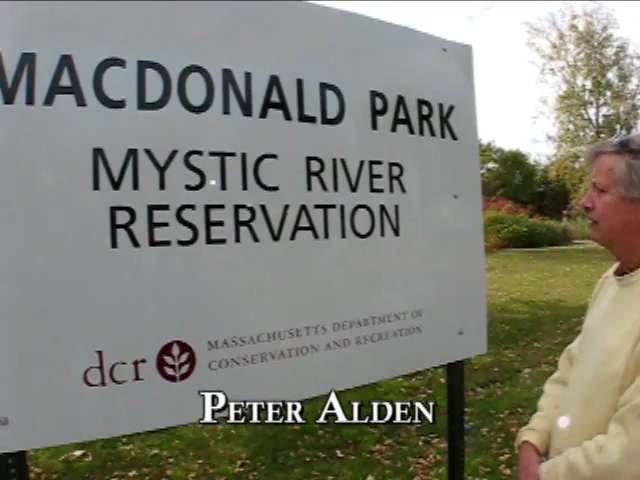 MACDONALD PARK
MYSTIC RIVER
RESERVATION
dcr
MASSACHUSETTS DEPARTMENT OF
CONSERVATION AND RECREATION
PETER ALDEN